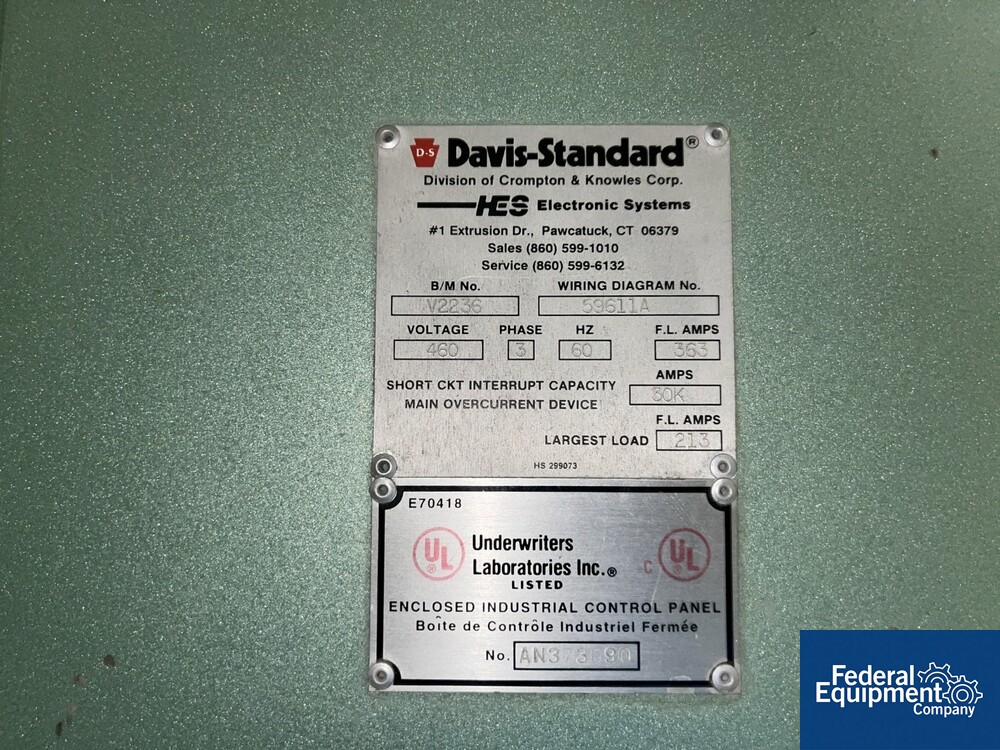 D-S Davis-Standard®
Division of Crompton & Knowles Corp.
HES Electronic Systems
#1 Extrusion Dr., Pawcatuck, CT 06379
Sales (860) 599-1010
Service (860) 599-6132
B/M No. WIRING DIAGRAM No.
V2236 59611A
VOLTAGE PHASE HZ F.L. AMPS
460 3 60 363
AMPS
SHORT CKT INTERRUPT CAPACITY 30K
MAIN OVERCURRENT DEVICE
F.L. AMPS
LARGEST LOAD 213
HS 299073
E70418
UL® Underwriters Laboratories Inc.® C UL®
LISTED
ENCLOSED INDUSTRIAL CONTROL PANEL
Boîte de Contrôle Industriel Fermée
No.
Federal
Equipment
Company